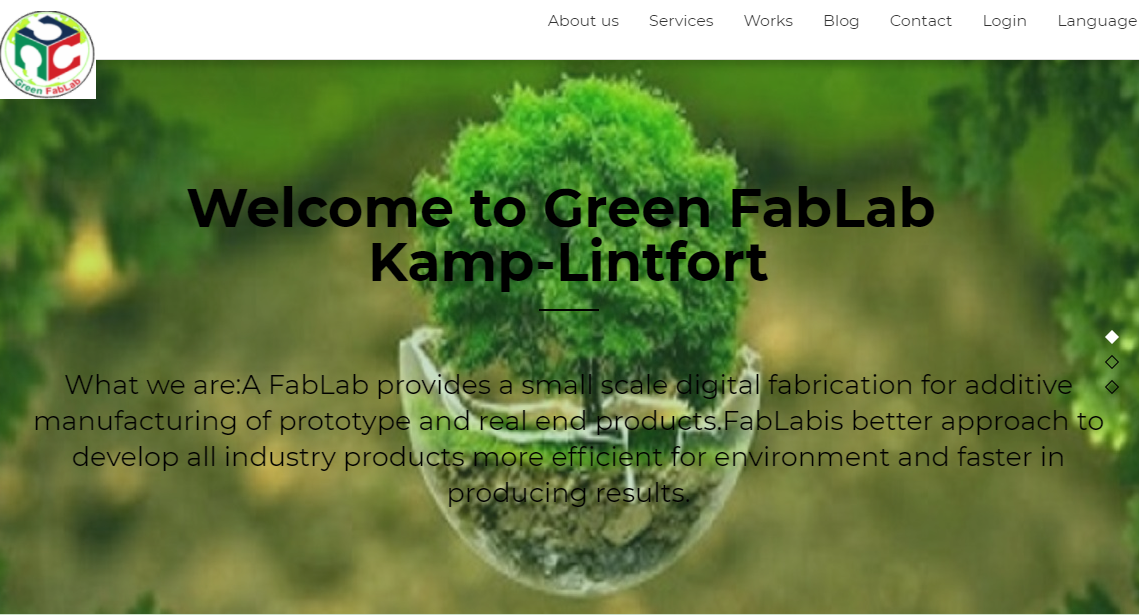 Green FabLab
About us Services Works Blog Contact Login Language
Welcome to Green FabLab
Kamp-Lintfort
What we are:A FabLab provides a small scale digital fabrication for additive
manufacturing of prototype and real end products.FabLabis better approach to
develop all industry products more efficient for environment and faster in
producing results.